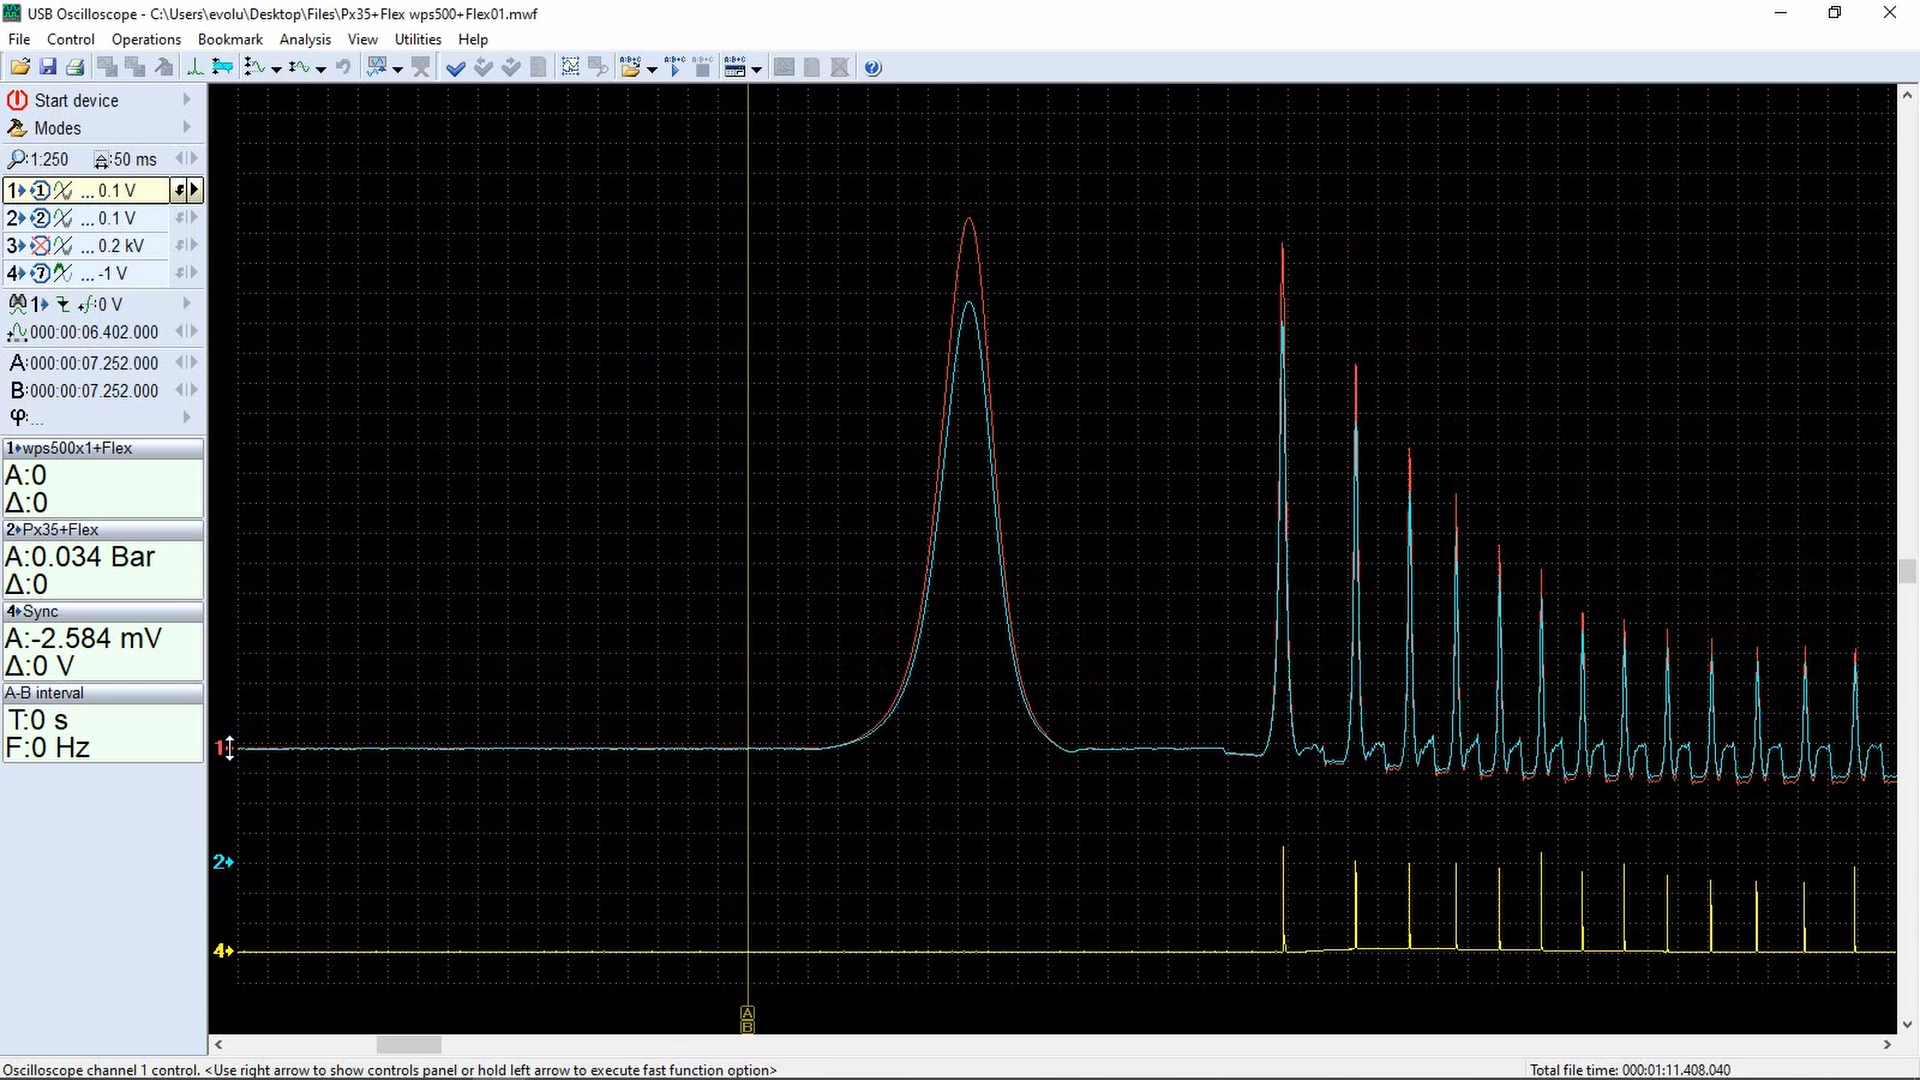 USB Oscilloscope - C:\Users\evolu\Desktop\Files\Px35+Flex wps500+Flex01.mwf
File Control Operations Bookmark Analysis View Utilities Help
A:B+C A:B+C A:B+C A:B+C
Start device
Modes
:1:250 :50 ms
1 1 ... 0.1 V
2 2 ... 0.1 V
3 ... 0.2 kV
4 7 ... -1 V
1 f:0 V
000:00:06.402.000
A:000:00:07.252.000
B:000:00:07.252.000
φ:...
1 wps500x1+Flex
A:0
Δ:0
2 Px35+Flex
A:0.034 Bar
Δ:0
4 Sync
A:-2.584 mV
Δ:0 V
A-B interval
T:0 s
F:0 Hz
1
2
4
A
B
Oscilloscope channel 1 control. <Use right arrow to show controls panel or hold left arrow to execute fast function option>
Total file time: 000:01:11.408.040